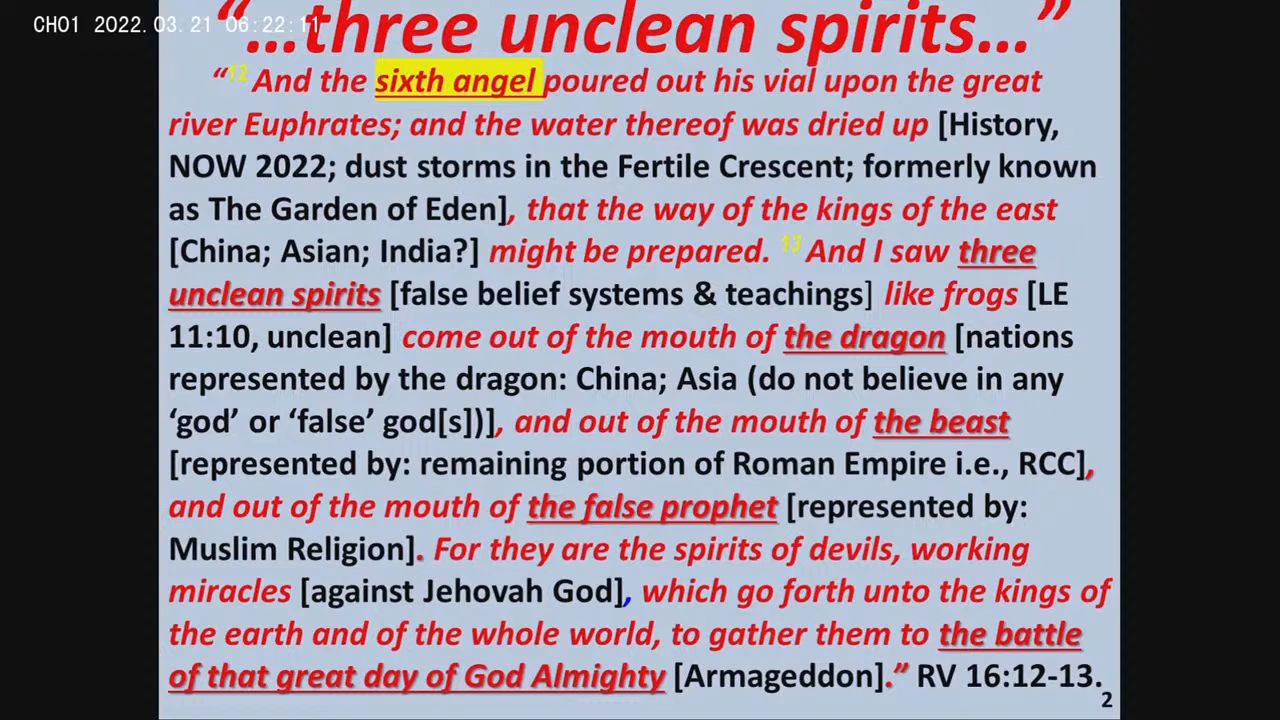 CH01 2022.03.21 06:22:11
“…three unclean spirits…”
“12 And the sixth angel poured out his vial upon the great
river Euphrates; and the water thereof was dried up [History,
NOW 2022; dust storms in the Fertile Crescent; formerly known
as The Garden of Eden], that the way of the kings of the east
[China; Asian; India?] might be prepared. 13 And I saw three
unclean spirits [false belief systems & teachings] like frogs [LE
11:10, unclean] come out of the mouth of the dragon [nations
represented by the dragon: China; Asia (do not believe in any
‘god’ or ‘false’ god[s])], and out of the mouth of the beast
[represented by: remaining portion of Roman Empire i.e., RCC],
and out of the mouth of the false prophet [represented by:
Muslim Religion]. For they are the spirits of devils, working
miracles [against Jehovah God], which go forth unto the kings of
the earth and of the whole world, to gather them to the battle
of that great day of God Almighty [Armageddon].” RV 16:12-13.
2